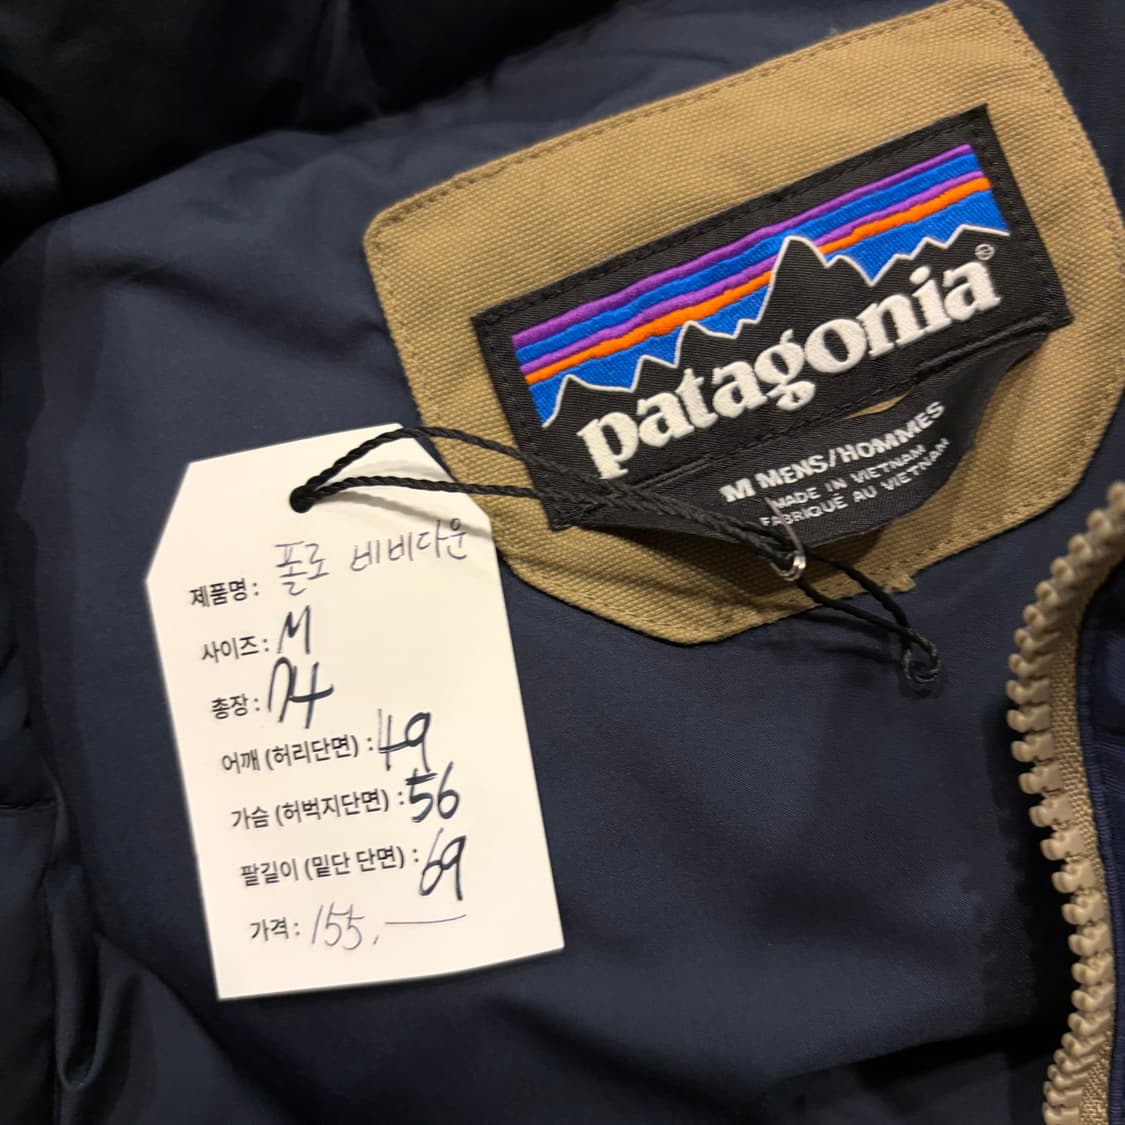 patagonia®
M MENS/HOMMES
MADE IN VIETNAM
FABRIQUÉ AU VIETNAM
제품명 : 폴로 베비다운
사이즈 : M
총장 : 74
어깨 (허리단면) : 49
가슴 (허벅지단면) : 56
팔길이 (밑단 단면) : 69
가격 : 155,—